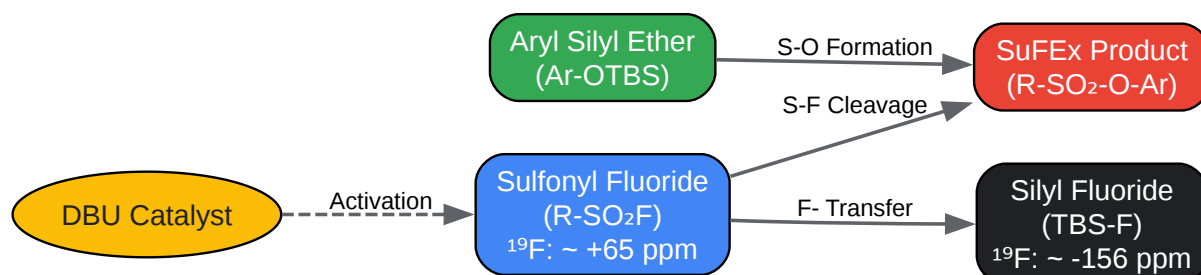 Aryl Silyl Ether
(Ar-OTBS)
S-O Formation
SuFEx Product
(R-SO₂-O-Ar)
S-F Cleavage
DBU Catalyst
Activation
Sulfonyl Fluoride
(R-SO₂F)
¹⁹F: ~ +65 ppm
F- Transfer
Silyl Fluoride
(TBS-F)
¹⁹F: ~ -156 ppm